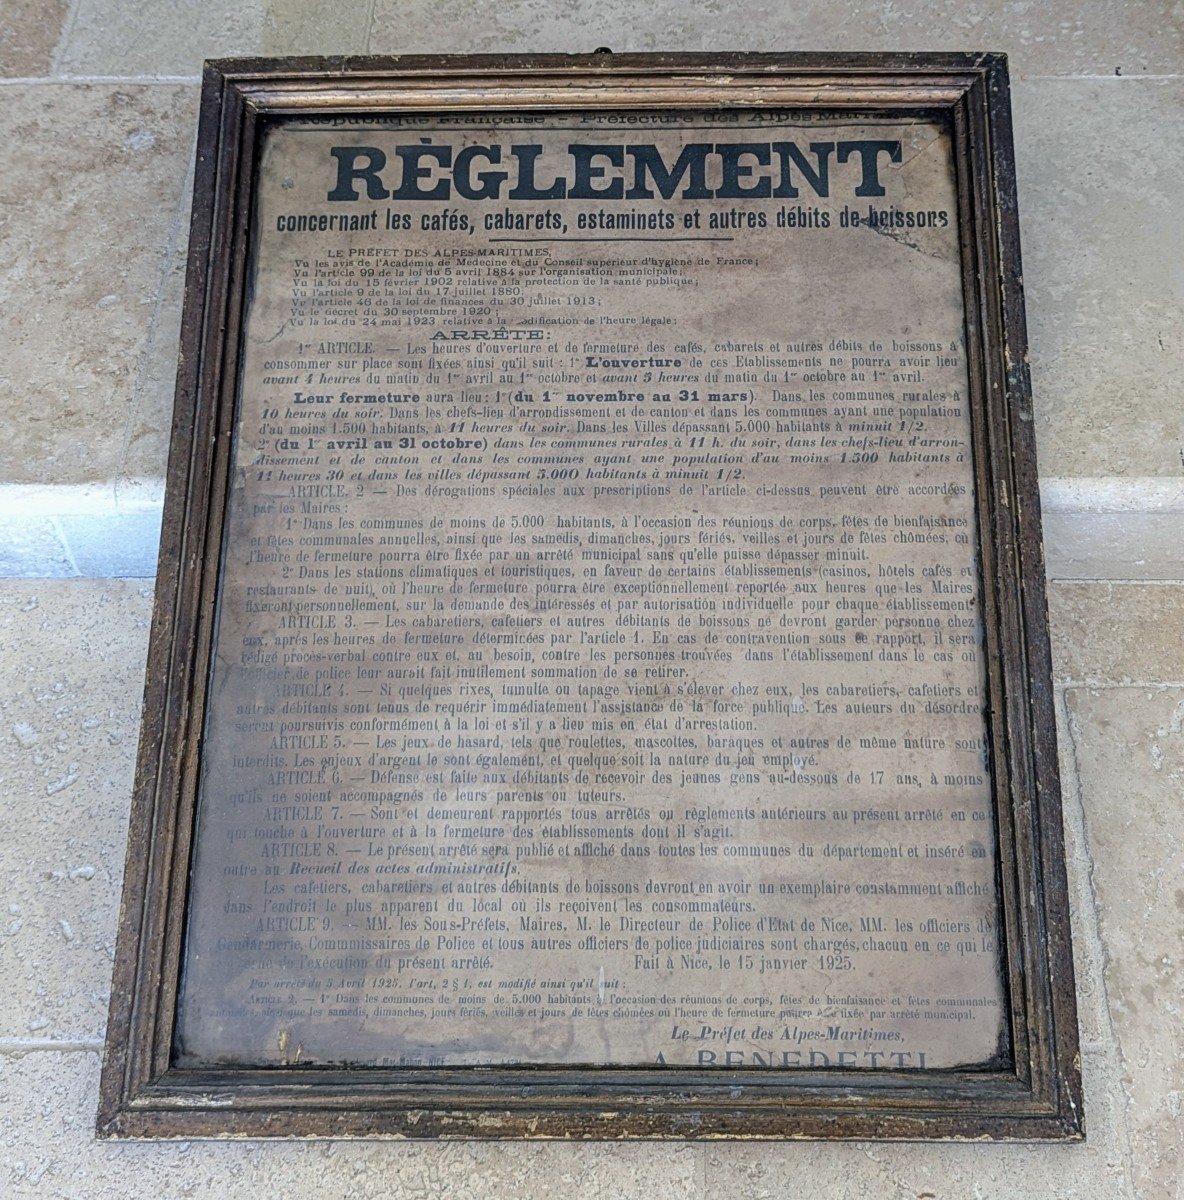 République Française - Préfecture des Alpes-Mariti
RÈGLEMENT
concernant les cafés, cabarets, estaminets et autres débits de boissons
LE PRÉFET DES ALPES-MARITIMES,
Vu les avis de l'Académie de Médecine et du Conseil supérieur d'hygiène de France;
Vu l'article 99 de la loi du 5 avril 1884 sur l'organisation municipale;
Vu la loi du 15 février 1902 relative à la protection de la santé publique;
Vu l'article 9 de la loi du 17 juillet 1880;
Vu l'article 46 de la loi de finances du 30 juillet 1913;
Vu le décret du 30 septembre 1920;
Vu la loi du 24 mai 1923 relative à la odification de l'heure légale;
ARRÊTE:
1er ARTICLE. — Les heures d'ouverture et de fermeture des cafés, cabarets et autres débits de boissons à
consommer sur place sont fixées ainsi qu'il suit: 1° L'ouverture de ces Etablissements ne pourra avoir lieu
avant 4 heures du matin du 1er avril au 1er octobre et avant 5 heures du matin du 1er octobre au 1er avril.
Leur fermeture aura lieu: 1° (du 1er novembre au 31 mars). Dans les communes rurales à
10 heures du soir. Dans les chefs-lieu d'arrondissement et de canton et dans les communes ayant une population
d'au moins 1.500 habitants, à 11 heures du soir. Dans les Villes dépassant 5.000 habitants à minuit 1/2.
2° (du 1er avril au 31 octobre) dans les communes rurales à 11 h. du soir, dans les chefs-lieu d'arron-
dissement et de canton et dans les communes ayant une population d'au moins 1.500 habitants à
11 heures 30 et dans les villes dépassant 5.000 habitants à minuit 1/2.
ARTICLE. 2 — Des dérogations spéciales aux prescriptions de l'article ci-dessus peuvent être accordées
par les Maires:
1° Dans les communes de moins de 5.000 habitants, à l'occasion des réunions de corps, fêtes de bienfaisance
et fêtes communales annuelles, ainsi que les samedis, dimanches, jours fériés, veilles et jours de fêtes chômées, où
l'heure de fermeture pourra être fixée par un arrêté municipal sans qu'elle puisse dépasser minuit.
2° Dans les stations climatiques et touristiques, en faveur de certains établissements (casinos, hôtels cafés et
restaurants de nuit), où l'heure de fermeture pourra être exceptionnellement reportée aux heures que les Maires
fixeront personnellement, sur la demande des intéressés et par autorisation individuelle pour chaque établissement.
ARTICLE 3. — Les cabaretiers, cafetiers et autres débitants de boissons ne devront garder personne chez
eux, après les heures de fermeture déterminées par l'article 1. En cas de contravention sous ce rapport, il sera
rédigé procès-verbal contre eux et, au besoin, contre les personnes trouvées dans l'établissement dans le cas où
l'officier de police leur aurait fait inutilement sommation de se retirer.
ARTICLE 4. — Si quelques rixes, tumulte ou tapage vient à s'élever chez eux, les cabaretiers, cafetiers et
autres débitants sont tenus de requérir immédiatement l'assistance de la force publique. Les auteurs du désordre
seront poursuivis conformément à la loi et s'il y a lieu mis en état d'arrestation.
ARTICLE 5. — Les jeux de hasard, tels que roulettes, mascottes, baraques et autres de même nature sont
interdits. Les enjeux d'argent le sont également, et quelque soit la nature du jeu employé.
ARTICLE 6. — Défense est faite aux débitants de recevoir des jeunes gens au-dessous de 17 ans, à moins
qu'ils ne soient accompagnés de leurs parents ou tuteurs.
ARTICLE 7. — Sont et demeurent rapportés tous arrêtés ou règlements antérieurs au présent arrêté en ce
qui touche à l'ouverture et à la fermeture des établissements dont il s'agit.
ARTICLE 8. — Le présent arrêté sera publié et affiché dans toutes les communes du département et inséré en
outre au Recueil des actes administratifs.
Les cafetiers, cabaretiers et autres débitants de boissons devront en avoir un exemplaire constamment affiché
dans l'endroit le plus apparent du local où ils reçoivent les consommateurs.
ARTICLE 9. — MM. les Sous-Préfets, Maires, M. le Directeur de Police d'Etat de Nice, MM. les officiers de
Gendarmerie, Commmissaires de Police et tous autres officiers de police judiciaires sont chargés, chacun en ce qui le
concerne de l'exécution du présent arrêté. Fait à Nice, le 15 janvier 1925.
Par arrêté du 5 Avril 1925, l'art, 2 § 1, est modifié ainsi qu'il suit:
ARTICLE 2. — 1° Dans les communes de moins de 5.000 habitants à l'occasion des réunions de corps, fêtes de bienfaisance et fêtes communales
annuelles, ainsi que les samedis, dimanches, jours fériés, veilles et jours de fêtes chômées où l'heure de fermeture pourra être fixée par arrêté municipal.
Le Préfet des Alpes-Maritimes,
A. BENEDETTI